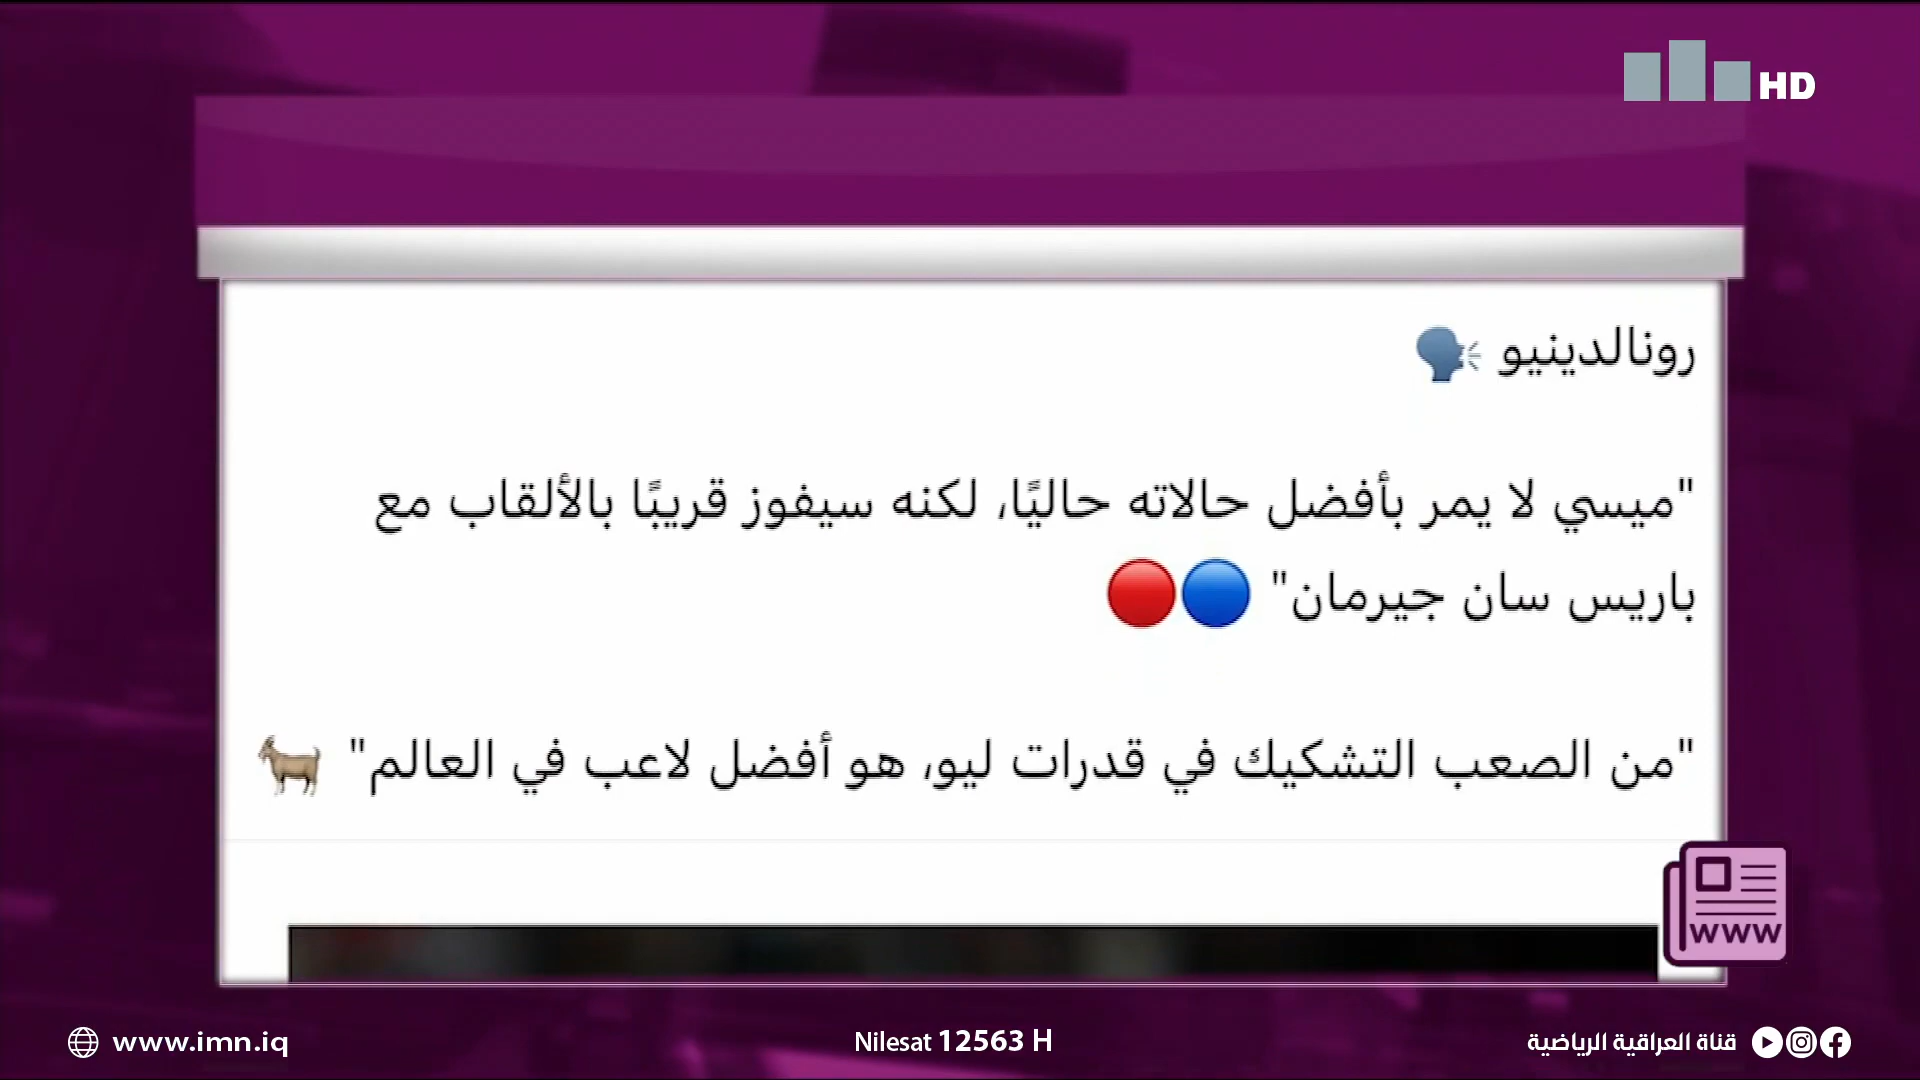 HD
رونالدينيو 🗣
"ميسي لا يمر بأفضل حالاته حاليًا، لكنه سيفوز قريبًا بالألقاب مع
باريس سان جيرمان" 🔵🔴
"من الصعب التشكيك في قدرات ليو، هو أفضل لاعب في العالم" 🐐
www
www.imn.iq
Nilesat 12563 H
قناة العراقية الرياضية